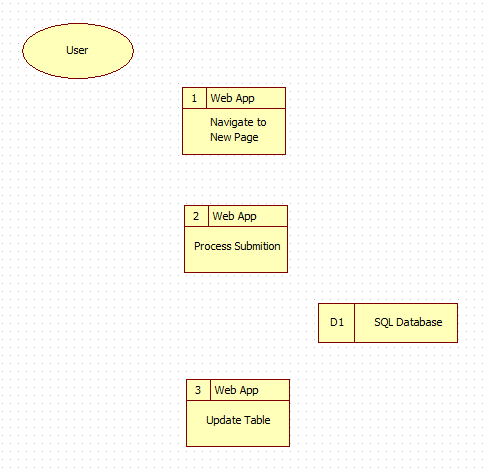 User
1 Web App
Navigate to
New Page
2 Web App
Process Submition
D1 SQL Database
3 Web App
Update Table